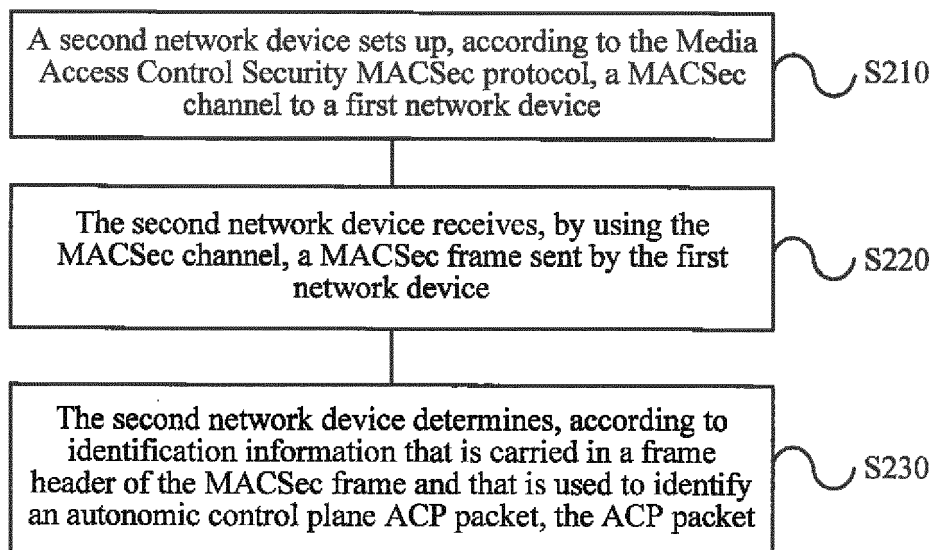 A second network device sets up, according to the Media
Access Control Security MACSec protocol, a MACSec
channel to a first network device
S210
The second network device receives, by using the
MACSec channel, a MACSec frame sent by the first
network device
S220
The second network device determines, according to
identification information that is carried in a frame
header of the MACSec frame and that is used to identify
an autonomic control plane ACP packet, the ACP packet
S230